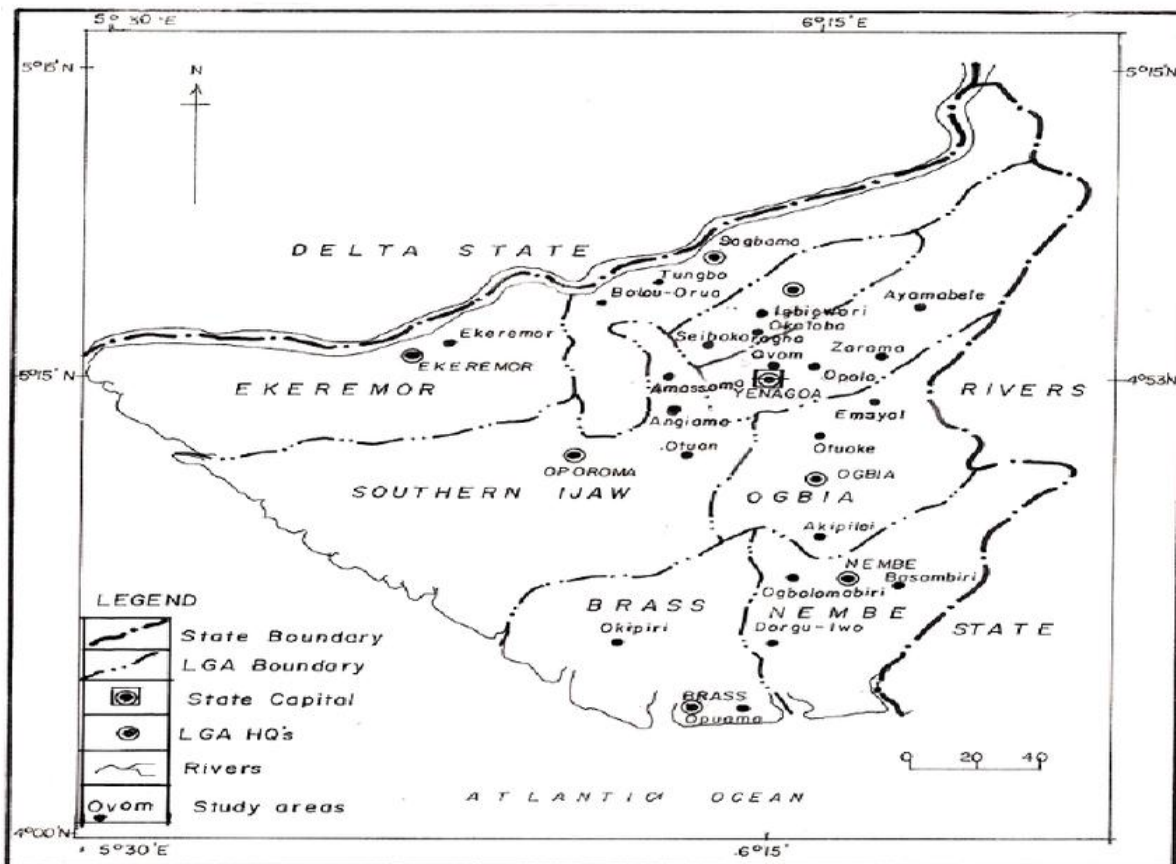 5° 30 E 6° 15 E
5°15'N 5°15'N
N
DELTA STATE
Sagbama
Tungbo
Bolou-Orua
Ayamabele
Igbiowari
Okotoba
Ekeremor
Seibokorogha
Zarama
Ovom
EKEREMOR
5°15'N 4°53N
EKEREMOR
Amassama
Opolo
RIVERS
YENAGOA
Angiama
Emayal
Otuan
Otuoke
OPOROMA
OGBIA
SOUTHERN IJAW
OGBIA
Akipilai
NEMBE
Basambiri
Ogbolomabiri
LEGEND
BRASS
NEMBE
Okipiri
Dorgu-Iwo
STATE
State Boundary
LGA Boundary
State Capital
BRASS
Opuama
LGA HQ's
Rivers
0 20 40
Ovom Study areas
ATLANTIC OCEAN
4°00'N
5°30'E 6°15'